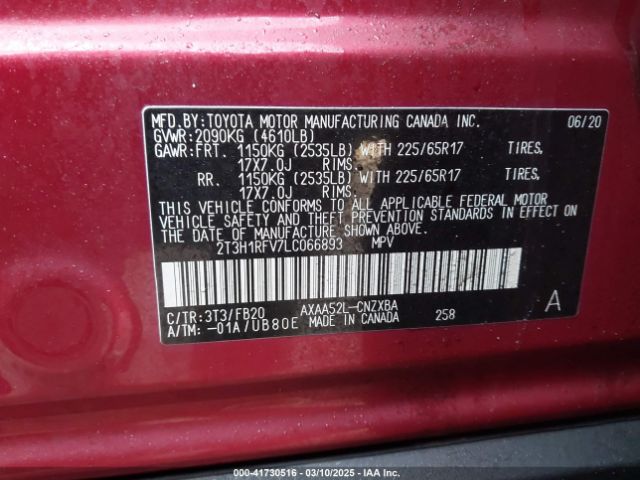 MFD.BY:TOYOTA MOTOR MANUFACTURING CANADA INC. 06/20
GVWR:2090KG (4610LB)
GAWR:FRT. 1150KG (2535LB) WITH 225/65R17 TIRES.
17X7.0J RIMS.
RR. 1150KG (2535LB) WITH 225/65R17 TIRES.
17X7.0J RIMS.
THIS VEHICLE CONFORMS TO ALL APPLICABLE FEDERAL MOTOR
VEHICLE SAFETY AND THEFT PREVENTION STANDARDS IN EFFECT ON
THE DATE OF MANUFACTURE SHOWN ABOVE.
2T3H1RFV7LC066893 MPV
C/TR:3T3/FB20 AXAA52L-CNZXBA
A/TM:-01A/UB80E MADE IN CANADA 258 A
000-41730516 - 03/10/2025 - IAA Inc.